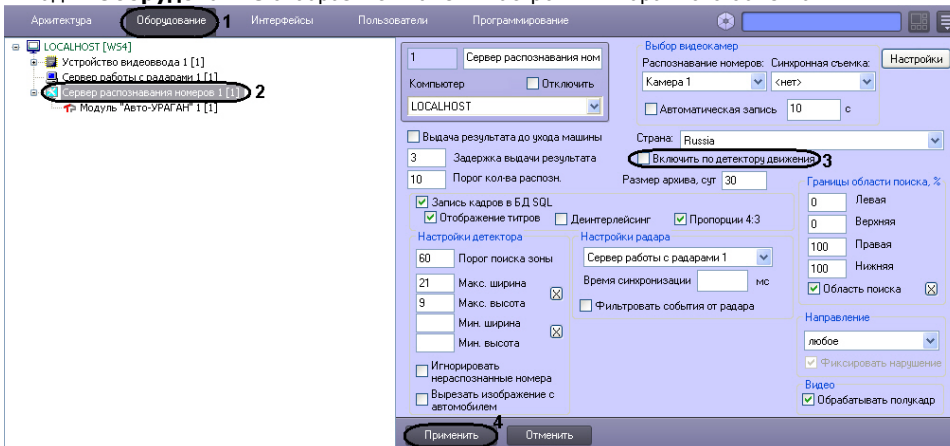 Архитектура Оборудование 1 Интерфейсы Пользователи Программирование
LOCALHOST [WS4]
Устройство видеоввода 1 [1]
Сервер работы с радарами 1 [1]
Сервер распознавания номеров 1 [1] 2
Модуль "Авто-УРАГАН" 1 [1]
1 Сервер распознавания ном
Компьютер Отключить
LOCALHOST
Выбор видеокамер
Распознавание номеров: Синхронная съемка: Настройки
Камера 1 <нет>
Автоматическая запись 10 с
Выдача результата до ухода машины
3 Задержка выдачи результата
10 Порог кол-ва распозн.
Страна: Russia
Включить по детектору движения 3
Размер архива, сут 30
Запись кадров в БД SQL
Отображение титров Деинтерлейсинг Пропорции 4:3
Настройки детектора
60 Порог поиска зоны
21 Макс. ширина
9 Макс. высота
Мин. ширина
Мин. высота
Игнорировать
нераспознанные номера
Вырезать изображение с
автомобилем
Настройки радара
Сервер работы с радарами 1
Время синхронизации мс
Фильтровать события от радара
Границы области поиска, %
0 Левая
0 Верхняя
100 Правая
100 Нижняя
Область поиска
Направление
любое
Фиксировать нарушение
Видео
Обрабатывать полукадр
4
Применить Отменить